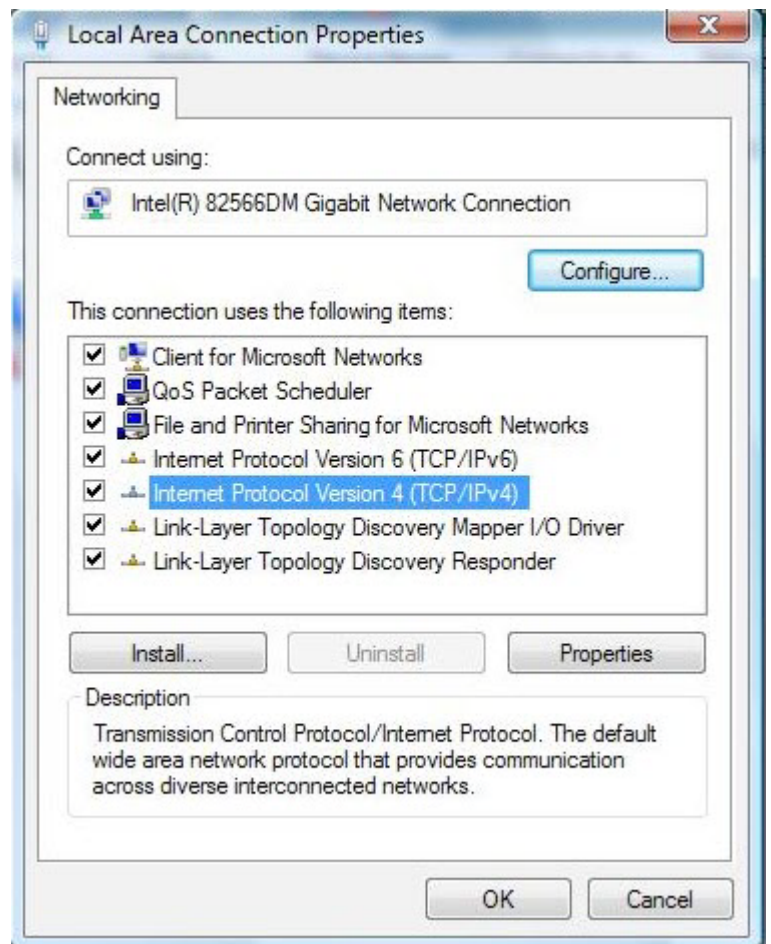 Local Area Connection Properties
Networking
Connect using:
Intel(R) 82566DM Gigabit Network Connection
Configure...
This connection uses the following items:
Client for Microsoft Networks
QoS Packet Scheduler
File and Printer Sharing for Microsoft Networks
Internet Protocol Version 6 (TCP/IPv6)
Internet Protocol Version 4 (TCP/IPv4)
Link-Layer Topology Discovery Mapper I/O Driver
Link-Layer Topology Discovery Responder
Install... Uninstall Properties
Description
Transmission Control Protocol/Internet Protocol. The default
wide area network protocol that provides communication
across diverse interconnected networks.
OK Cancel